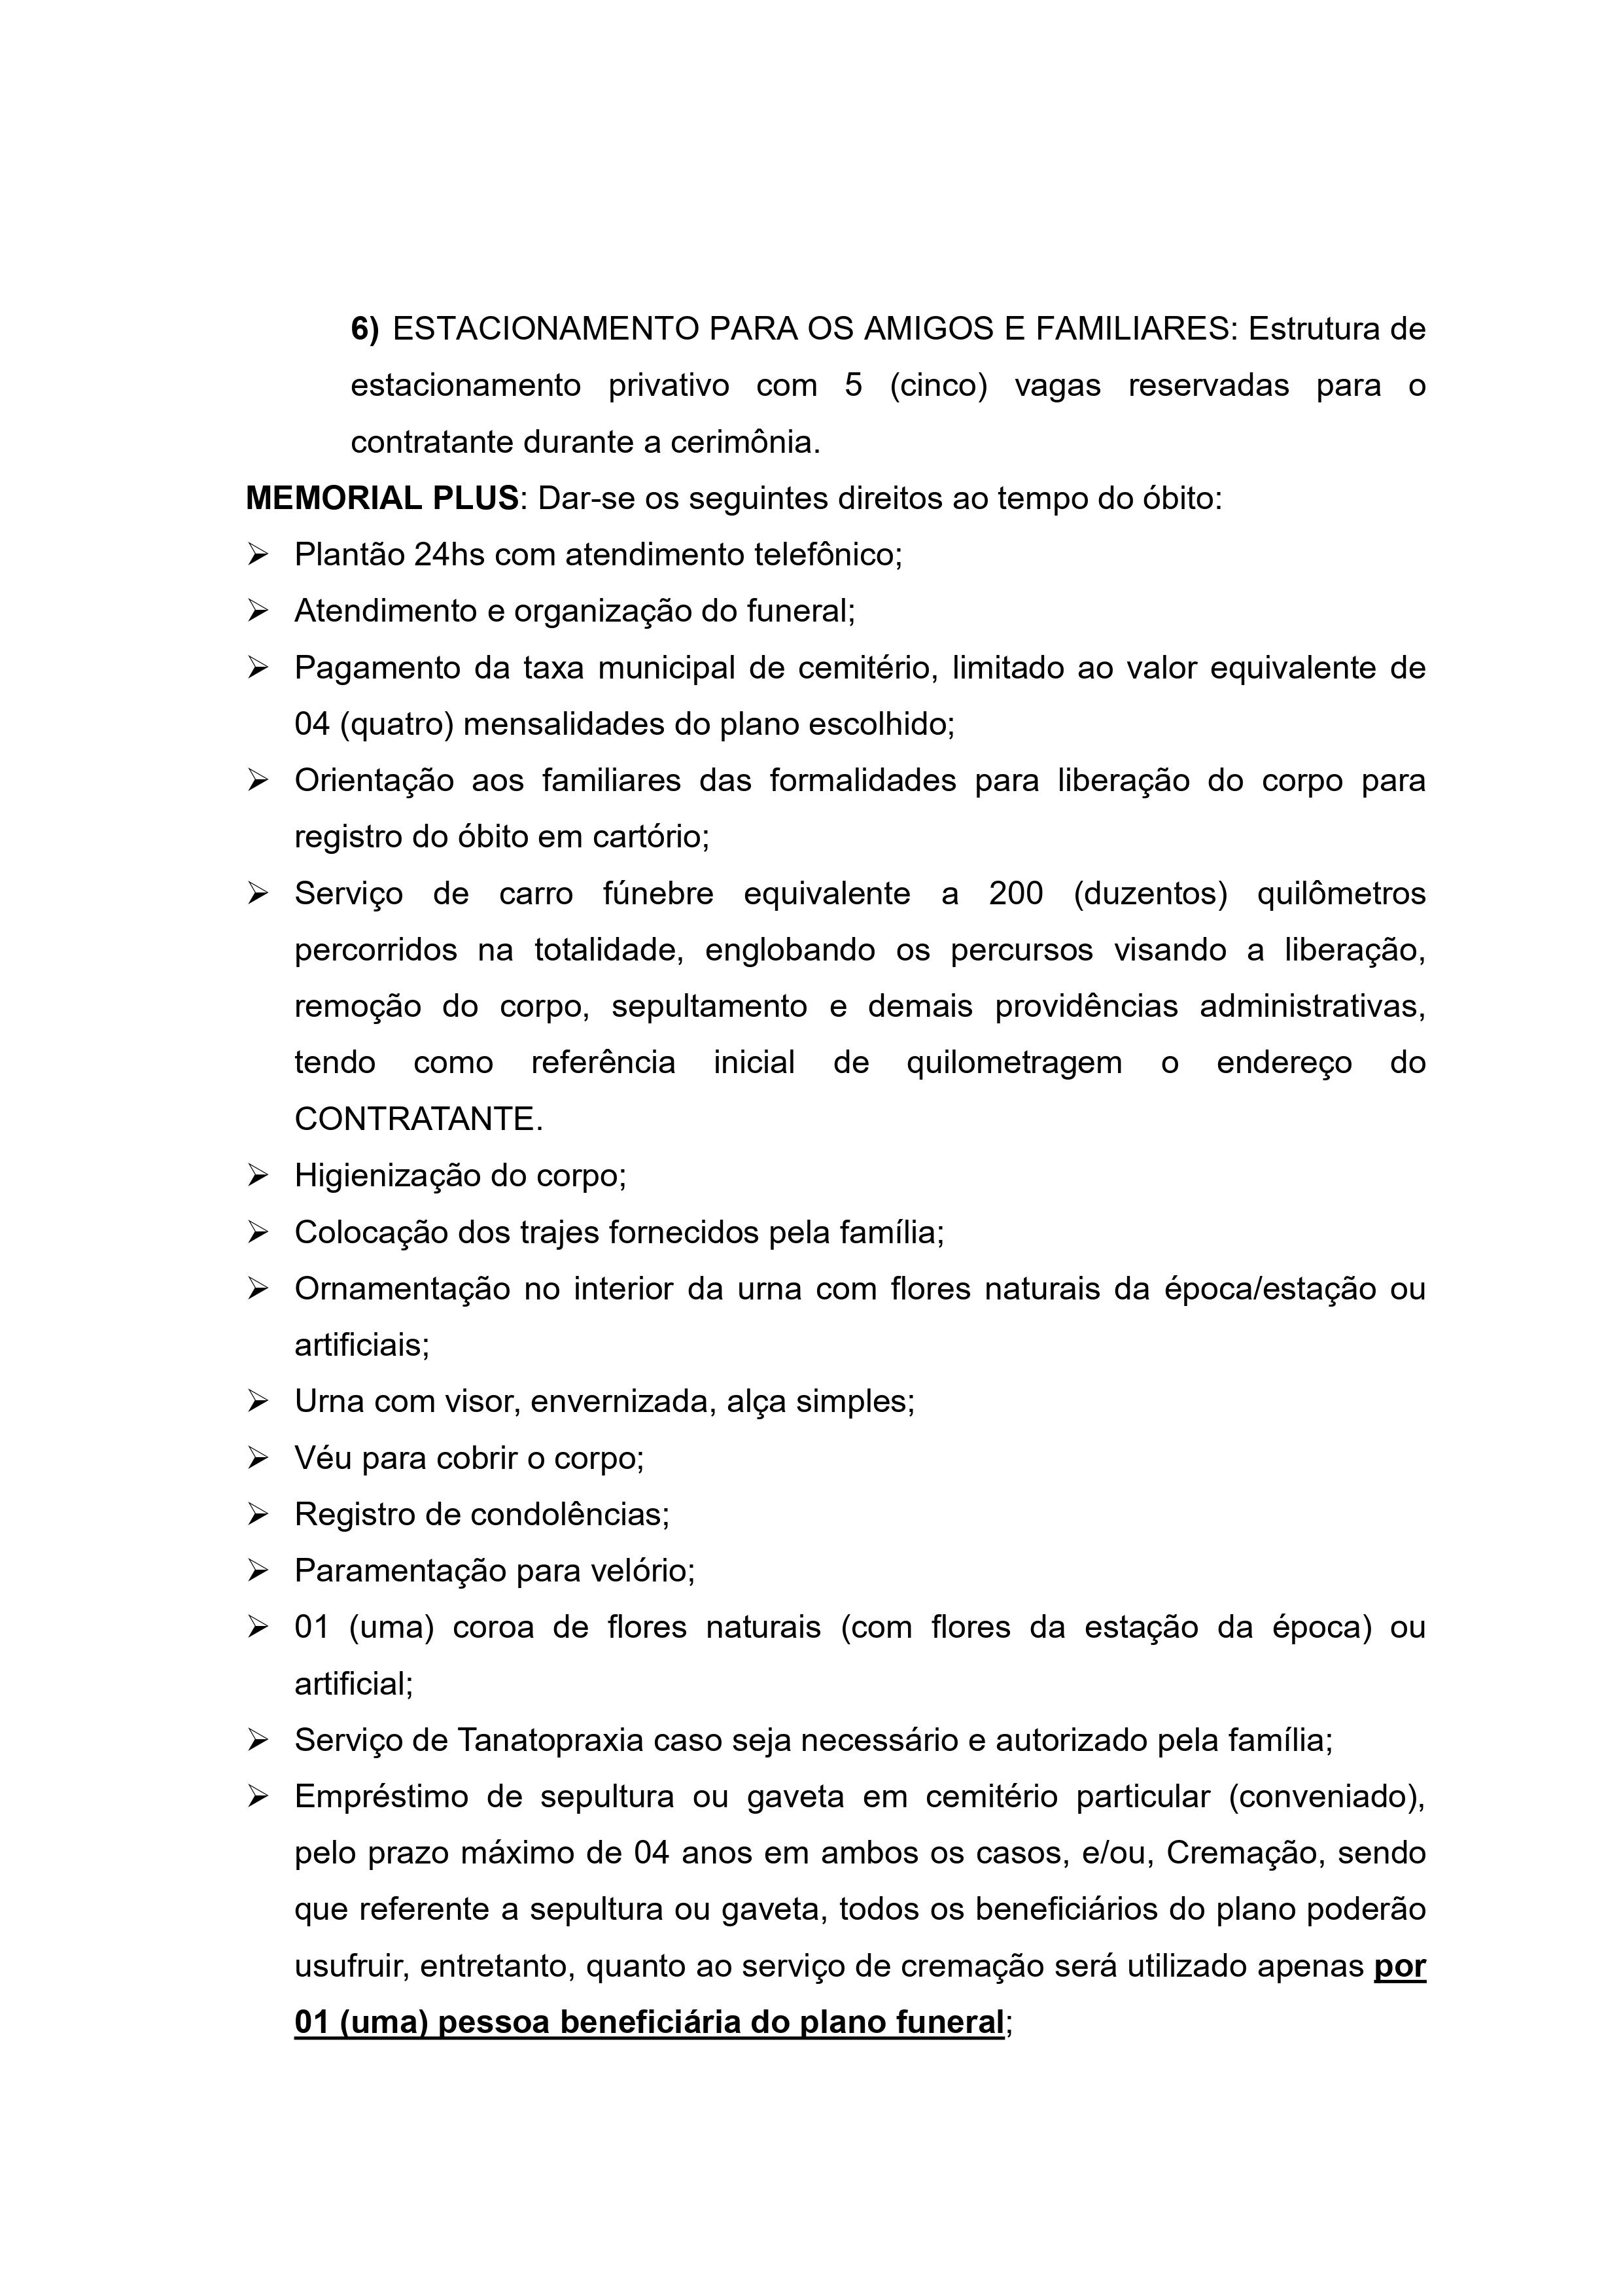 6) ESTACIONAMENTO PARA OS AMIGOS E FAMILIARES: Estrutura de
estacionamento privativo com 5 (cinco) vagas reservadas para o
contratante durante a cerimônia.
MEMORIAL PLUS: Dar-se os seguintes direitos ao tempo do óbito:
➢ Plantão 24hs com atendimento telefônico;
➢ Atendimento e organização do funeral;
➢ Pagamento da taxa municipal de cemitério, limitado ao valor equivalente de
04 (quatro) mensalidades do plano escolhido;
➢ Orientação aos familiares das formalidades para liberação do corpo para
registro do óbito em cartório;
➢ Serviço de carro fúnebre equivalente a 200 (duzentos) quilômetros
percorridos na totalidade, englobando os percursos visando a liberação,
remoção do corpo, sepultamento e demais providências administrativas,
tendo como referência inicial de quilometragem o endereço do
CONTRATANTE.
➢ Higienização do corpo;
➢ Colocação dos trajes fornecidos pela família;
➢ Ornamentação no interior da urna com flores naturais da época/estação ou
artificiais;
➢ Urna com visor, envernizada, alça simples;
➢ Véu para cobrir o corpo;
➢ Registro de condolências;
➢ Paramentação para velório;
➢ 01 (uma) coroa de flores naturais (com flores da estação da época) ou
artificial;
➢ Serviço de Tanatopraxia caso seja necessário e autorizado pela família;
➢ Empréstimo de sepultura ou gaveta em cemitério particular (conveniado),
pelo prazo máximo de 04 anos em ambos os casos, e/ou, Cremação, sendo
que referente a sepultura ou gaveta, todos os beneficiários do plano poderão
usufruir, entretanto, quanto ao serviço de cremação será utilizado apenas por
01 (uma) pessoa beneficiária do plano funeral;